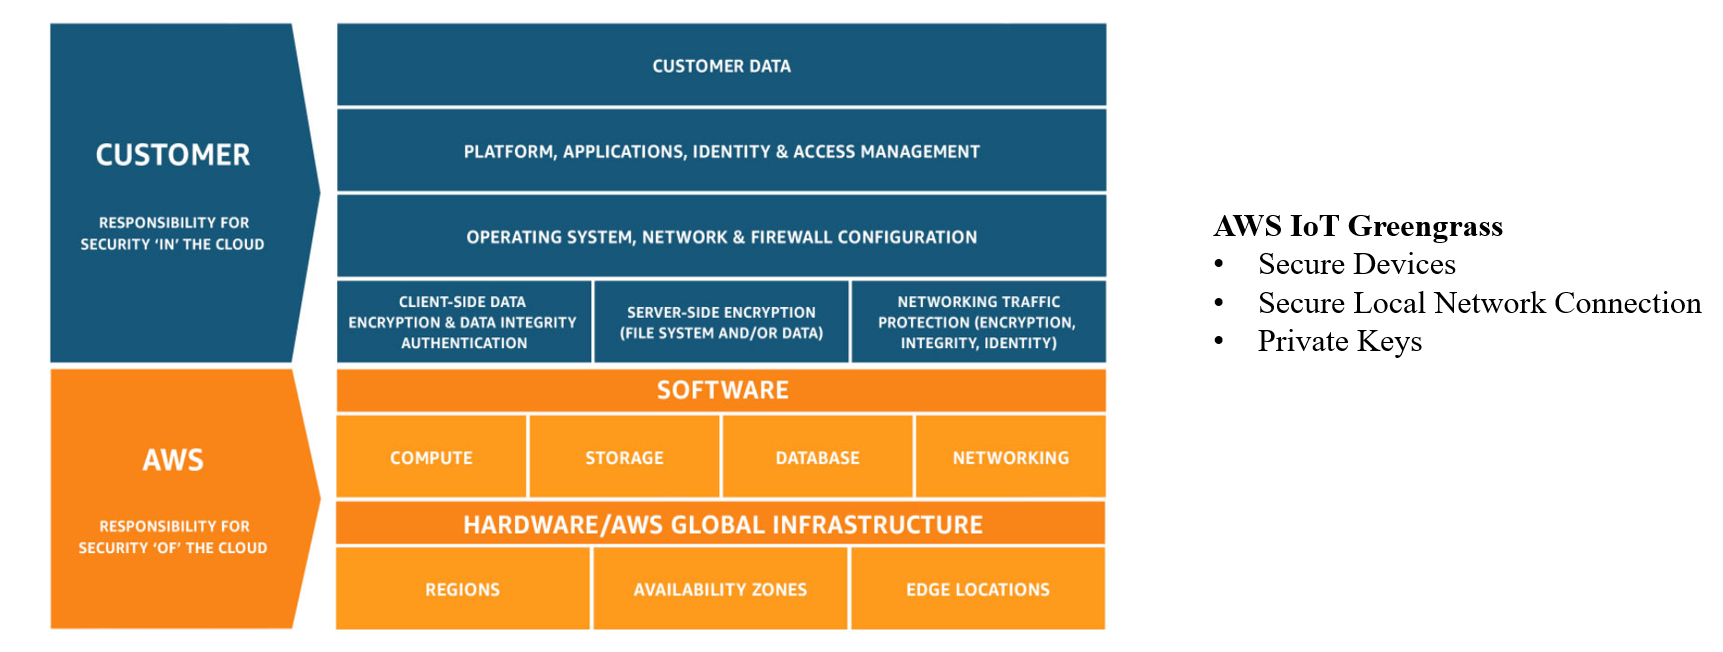 CUSTOMER
RESPONSIBILITY FOR
SECURITY ‘IN’ THE CLOUD
CUSTOMER DATA
PLATFORM, APPLICATIONS, IDENTITY & ACCESS MANAGEMENT
OPERATING SYSTEM, NETWORK & FIREWALL CONFIGURATION
CLIENT-SIDE DATA
ENCRYPTION & DATA INTEGRITY
AUTHENTICATION
SERVER-SIDE ENCRYPTION
(FILE SYSTEM AND/OR DATA)
NETWORKING TRAFFIC
PROTECTION (ENCRYPTION,
INTEGRITY, IDENTITY)
AWS
RESPONSIBILITY FOR
SECURITY ‘OF’ THE CLOUD
SOFTWARE
COMPUTE
STORAGE
DATABASE
NETWORKING
HARDWARE/AWS GLOBAL INFRASTRUCTURE
REGIONS
AVAILABILITY ZONES
EDGE LOCATIONS
AWS IoT Greengrass
• Secure Devices
• Secure Local Network Connection
• Private Keys